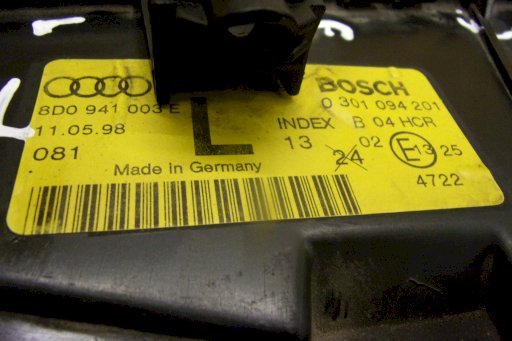 BOSCH
8D0 941 003 E
L
0 301 094 201
11.05.98
INDEX B 04 HCR
081
13 24 02 E13 25
Made in Germany
4722